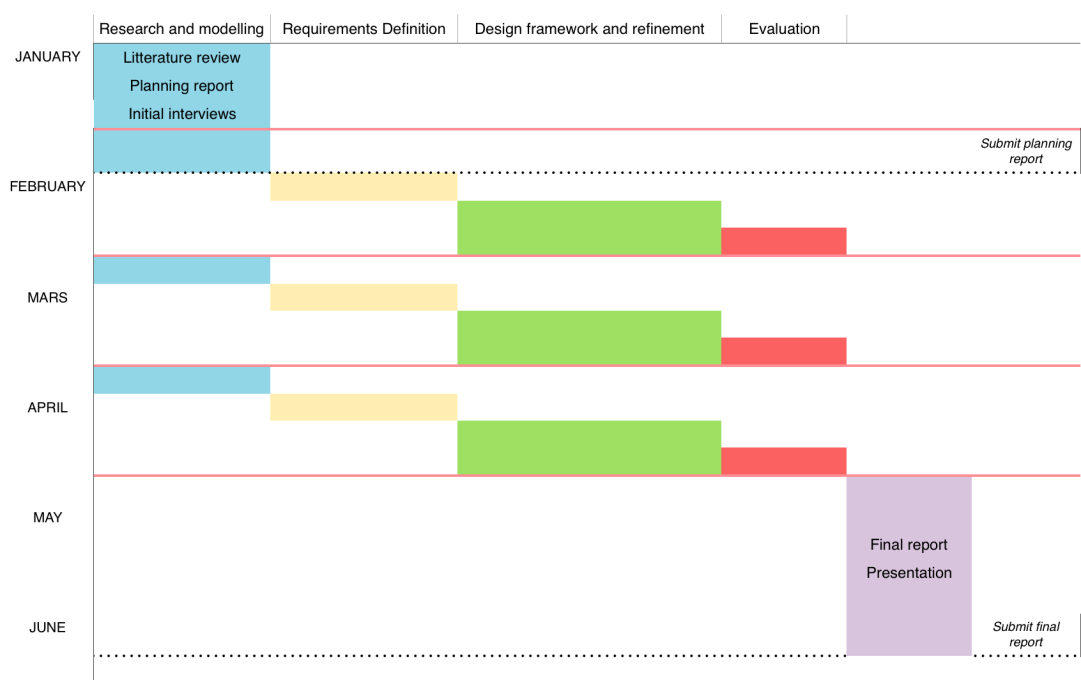 Research and modelling
Requirements Definition
Design framework and refinement
Evaluation
JANUARY
Litterature review
Planning report
Initial interviews
Submit planning
report
FEBRUARY
MARS
APRIL
MAY
Final report
Presentation
JUNE
Submit final
report